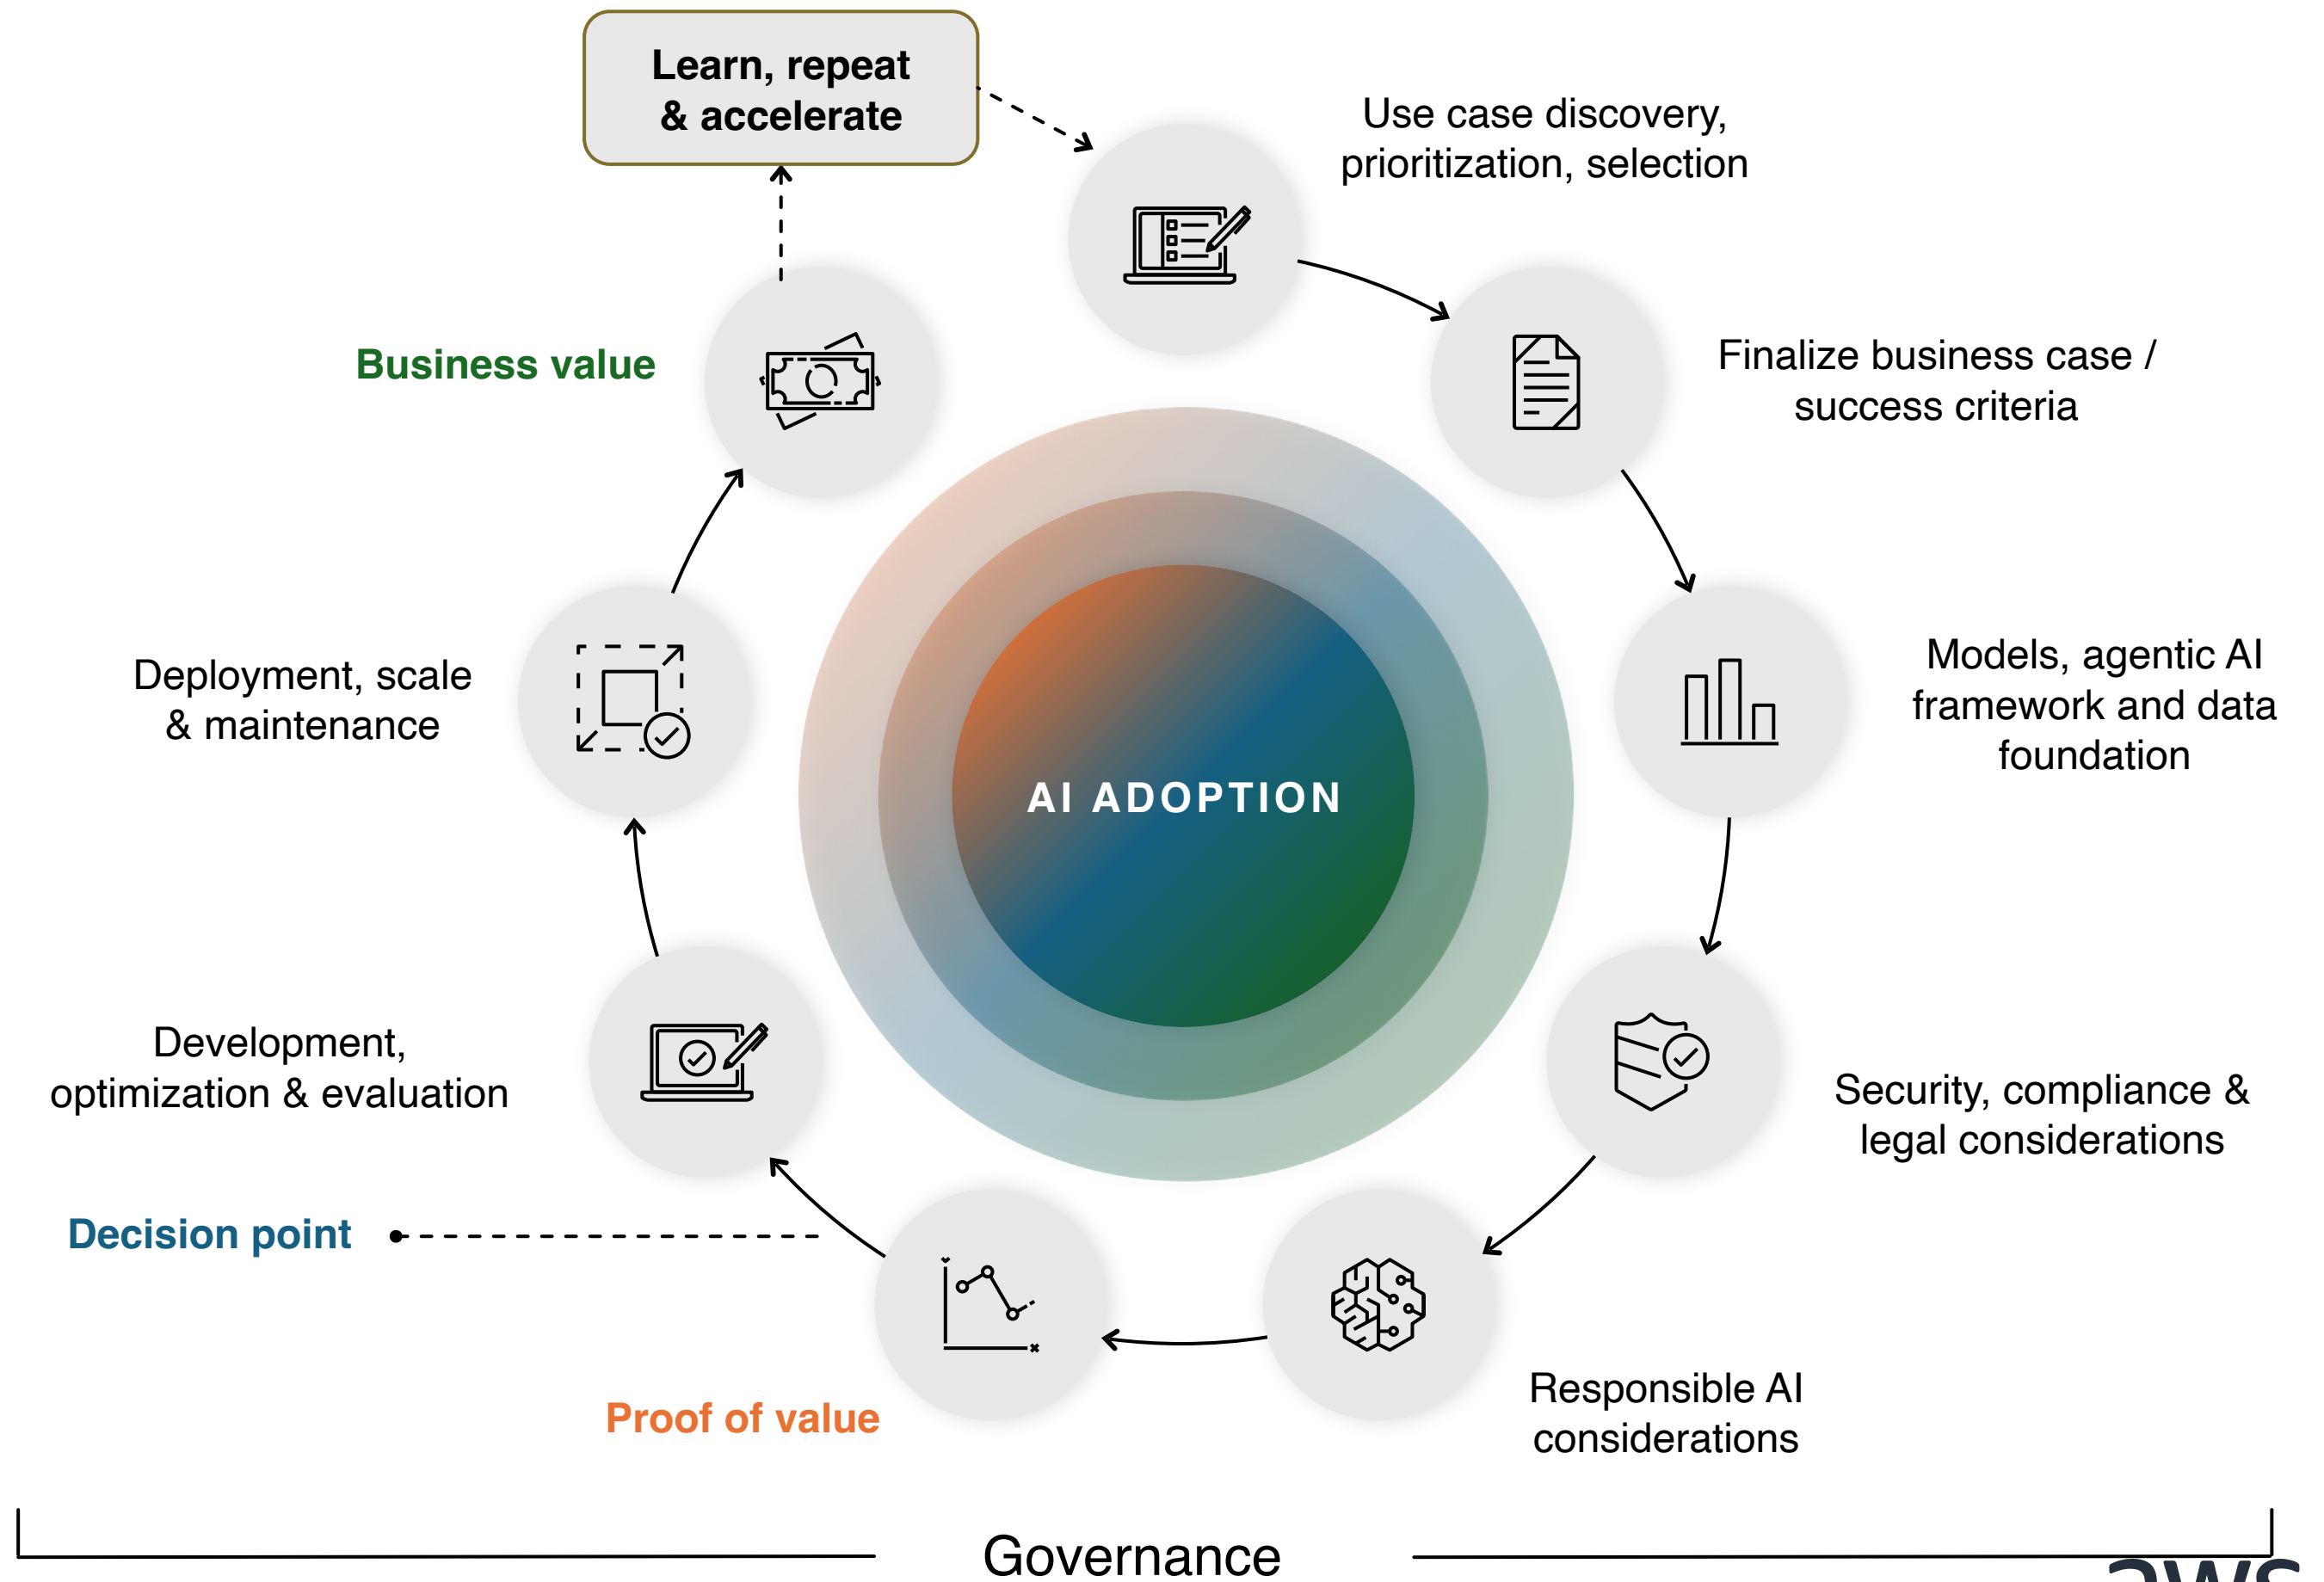 Learn, repeat
& accelerate
Use case discovery,
prioritization, selection
Finalize business case /
success criteria
Models, agentic AI
framework and data
foundation
Security, compliance &
legal considerations
Responsible AI
considerations
Proof of value
Decision point
Development,
optimization & evaluation
Deployment, scale
& maintenance
Business value
AI ADOPTION
Governance
aws